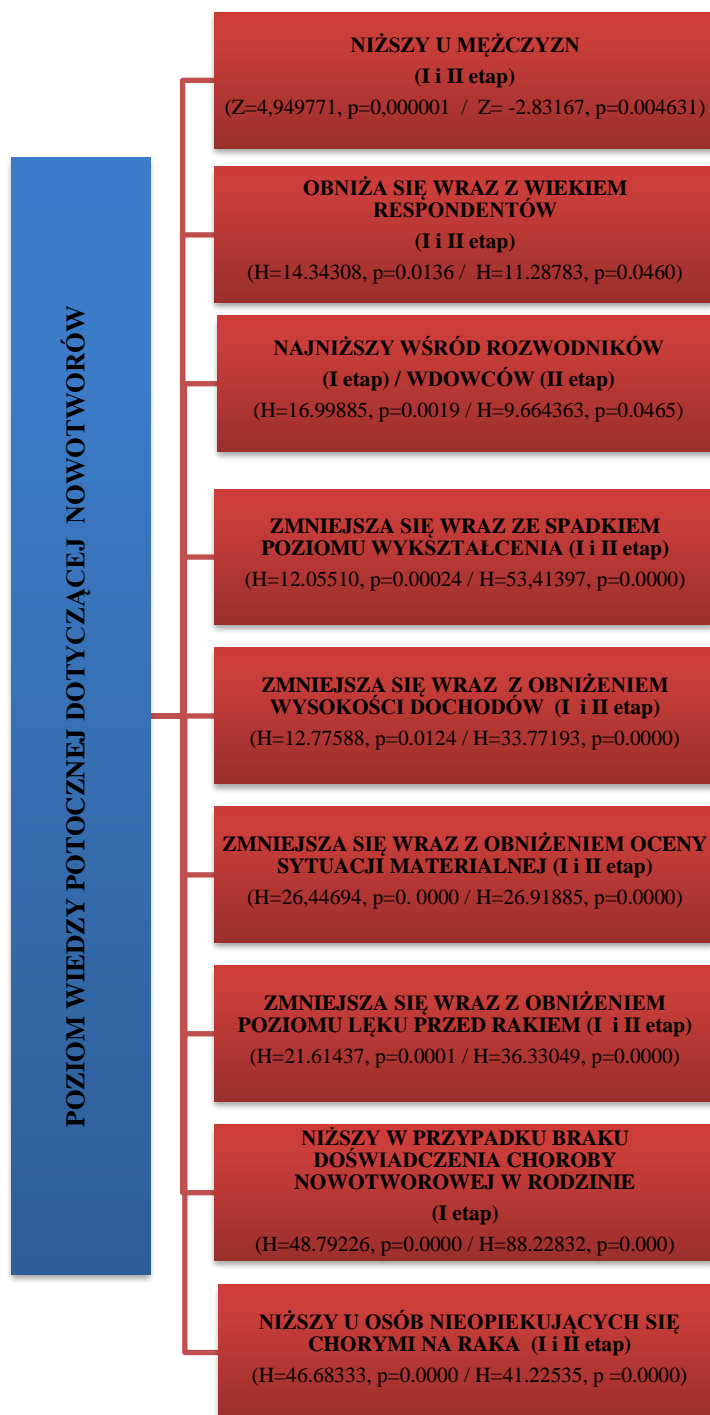 POZIOM WIEDZY POTOCZNEJ DOTYCZĄCEJ NOWOTWORÓW
NIŻSZY U MĘŻCZYZN
(I i II etap)
(Z=4,949771, p=0,000001 / Z= -2.83167, p=0.004631)
OBNIŻA SIĘ WRAZ Z WIEKIEM
RESPONDENTÓW
(I i II etap)
(H=14.34308, p=0.0136 / H=11.28783, p=0.0460)
NAJNIŻSZY WŚRÓD ROZWODNIKÓW
(I etap) / WDOWCÓW (II etap)
(H=16.99885, p=0.0019 / H=9.664363, p=0.0465)
ZMNIEJSZA SIĘ WRAZ ZE SPADKIEM
POZIOMU WYKSZTAŁCENIA (I i II etap)
(H=12.05510, p=0.00024 / H=53,41397, p=0.0000)
ZMNIEJSZA SIĘ WRAZ Z OBNIŻENIEM
WYSOKOŚCI DOCHODÓW (I i II etap)
(H=12.77588, p=0.0124 / H=33.77193, p=0.0000)
ZMNIEJSZA SIĘ WRAZ Z OBNIŻENIEM OCENY
SYTUACJI MATERIALNEJ (I i II etap)
(H=26,44694, p=0. 0000 / H=26.91885, p=0.0000)
ZMNIEJSZA SIĘ WRAZ Z OBNIŻENIEM
POZIOMU LĘKU PRZED RAKIEM (I i II etap)
(H=21.61437, p=0.0001 / H=36.33049, p=0.0000)
NIŻSZY W PRZYPADKU BRAKU
DOŚWIADCZENIA CHOROBY
NOWOTWOROWEJ W RODZINIE
(I etap)
(H=48.79226, p=0.0000 / H=88.22832, p=0.000)
NIŻSZY U OSÓB NIEOPIEKUJĄCYCH SIĘ
CHORYMI NA RAKA (I i II etap)
(H=46.68333, p=0.0000 / H=41.22535, p =0.0000)